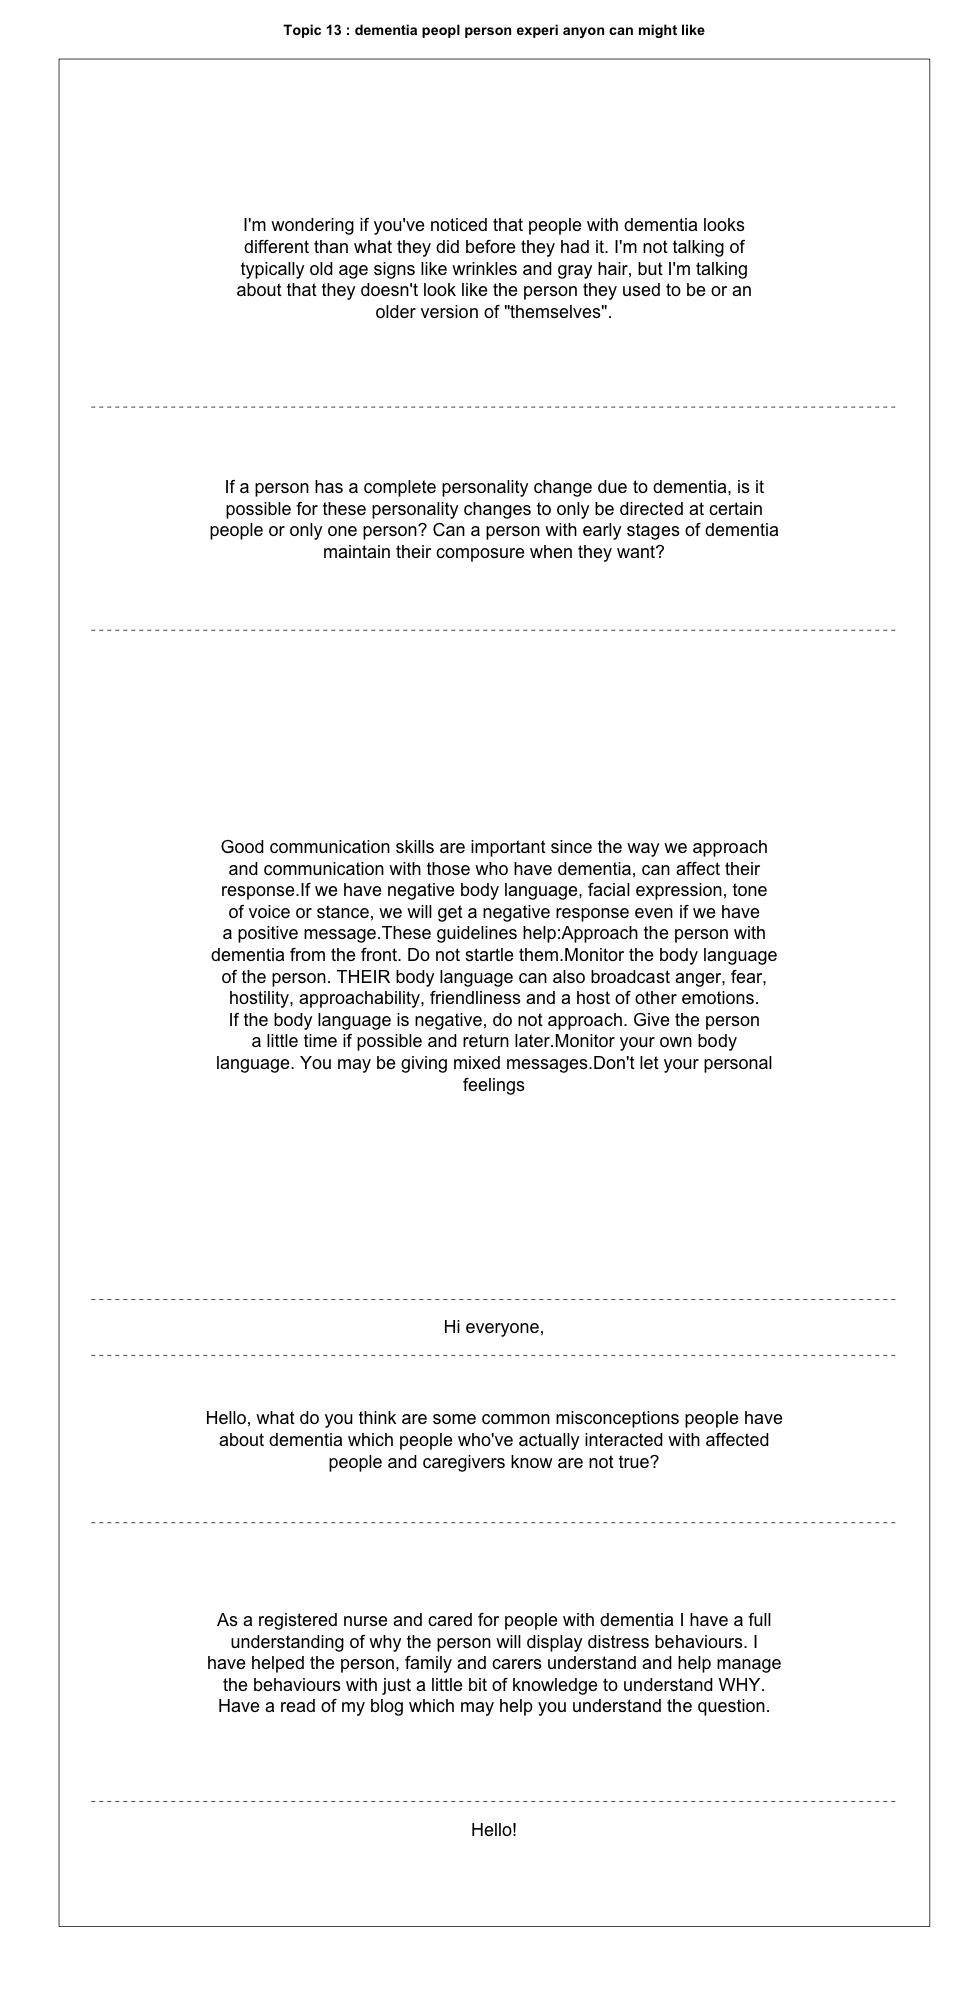 Topic 13 : dementia peopl person experi anyon can might like
I'm wondering if you've noticed that people with dementia looks
different than what they did before they had it. I'm not talking of
typically old age signs like wrinkles and gray hair, but I'm talking
about that they doesn't look like the person they used to be or an
older version of "themselves".
If a person has a complete personality change due to dementia, is it
possible for these personality changes to only be directed at certain
people or only one person? Can a person with early stages of dementia
maintain their composure when they want?
Good communication skills are important since the way we approach
and communication with those who have dementia, can affect their
response.If we have negative body language, facial expression, tone
of voice or stance, we will get a negative response even if we have
a positive message.These guidelines help:Approach the person with
dementia from the front. Do not startle them.Monitor the body language
of the person. THEIR body language can also broadcast anger, fear,
hostility, approachability, friendliness and a host of other emotions.
If the body language is negative, do not approach. Give the person
a little time if possible and return later.Monitor your own body
language. You may be giving mixed messages.Don't let your personal
feelings
Hi everyone,
Hello, what do you think are some common misconceptions people have
about dementia which people who've actually interacted with affected
people and caregivers know are not true?
As a registered nurse and cared for people with dementia I have a full
understanding of why the person will display distress behaviours. I
have helped the person, family and carers understand and help manage
the behaviours with just a little bit of knowledge to understand WHY.
Have a read of my blog which may help you understand the question.
Hello!